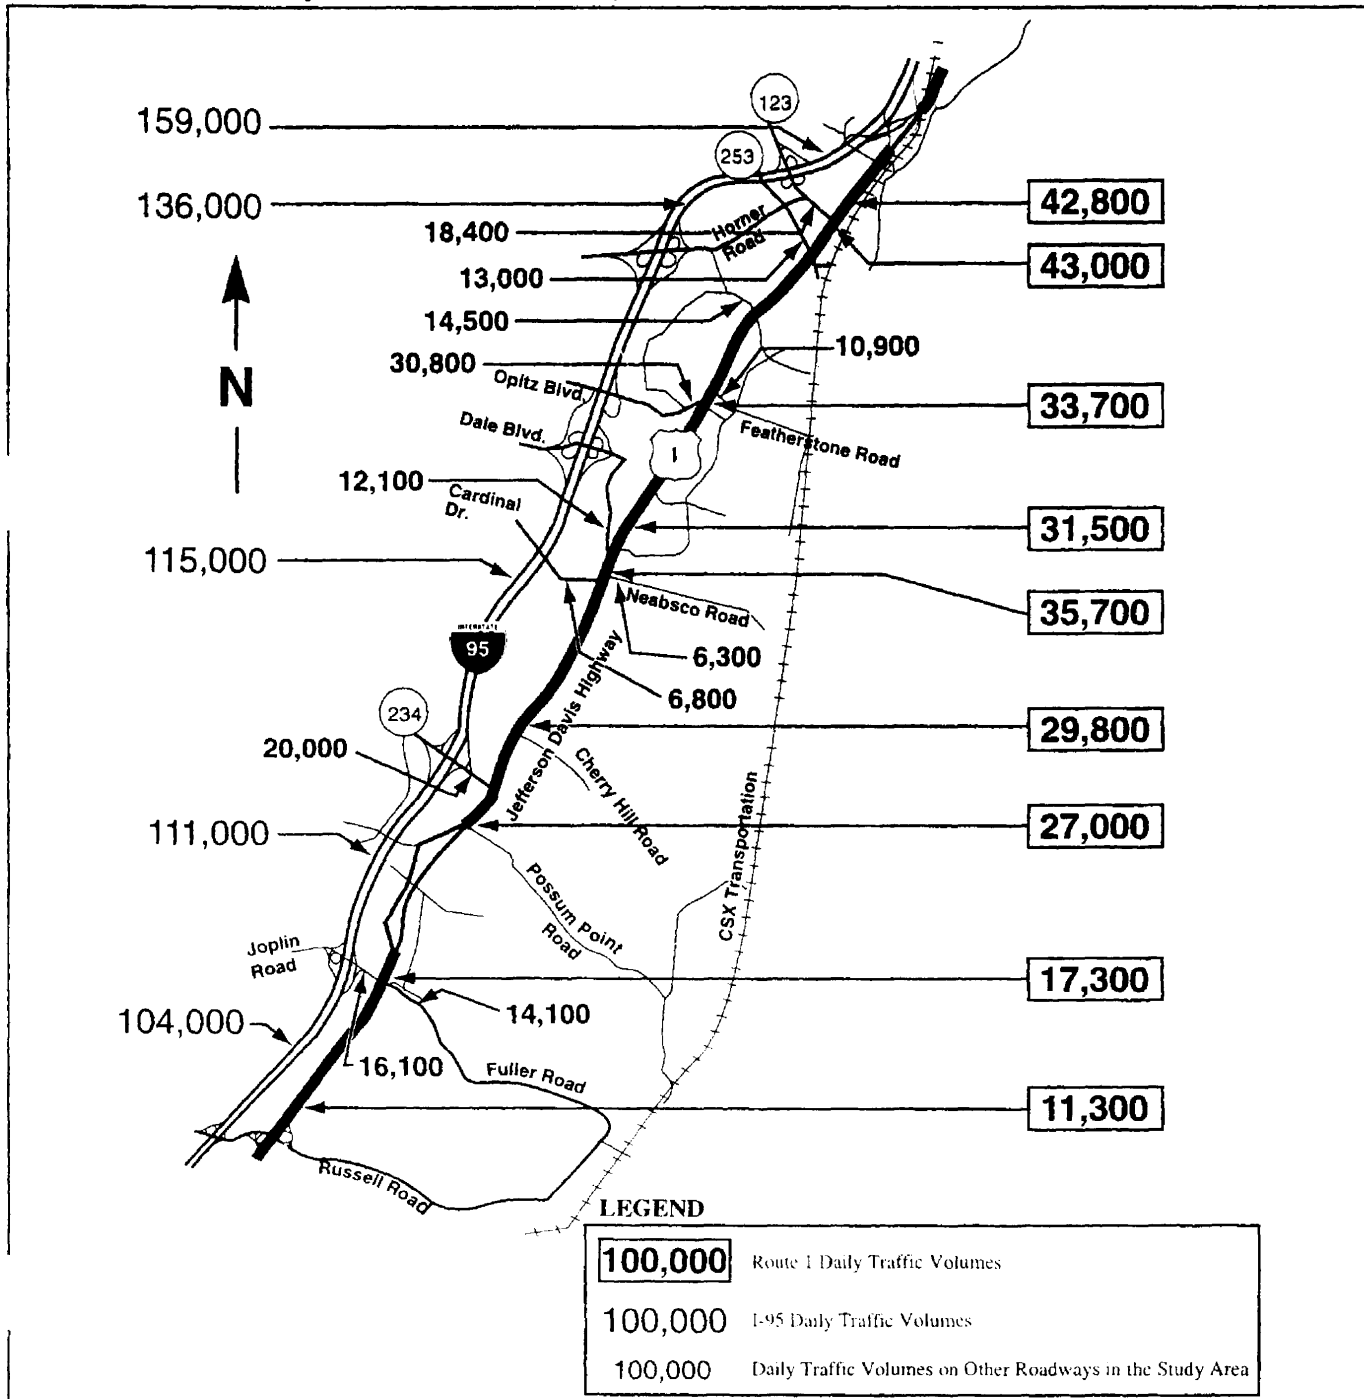 123
159,000
253
136,000
42,800
18,400
Horner
Road
43,000
13,000
N
14,500
10,900
30,800
Opitz Blvd.
33,700
Dale Blvd.
Featherstone Road
1
12,100
Cardinal
Dr.
31,500
115,000
Neabsco Road
35,700
INTERSTATE
95
6,300
6,800
Jefferson Davis Highway
234
29,800
20,000
Cherry Hill Road
CSX Transportation
111,000
27,000
Possum Point
Road
Joplin
Road
17,300
104,000
14,100
16,100
Fuller Road
11,300
Russell Road
LEGEND
100,000 Route 1 Daily Traffic Volumes
100,000 I-95 Daily Traffic Volumes
100,000 Daily Traffic Volumes on Other Roadways in the Study Area